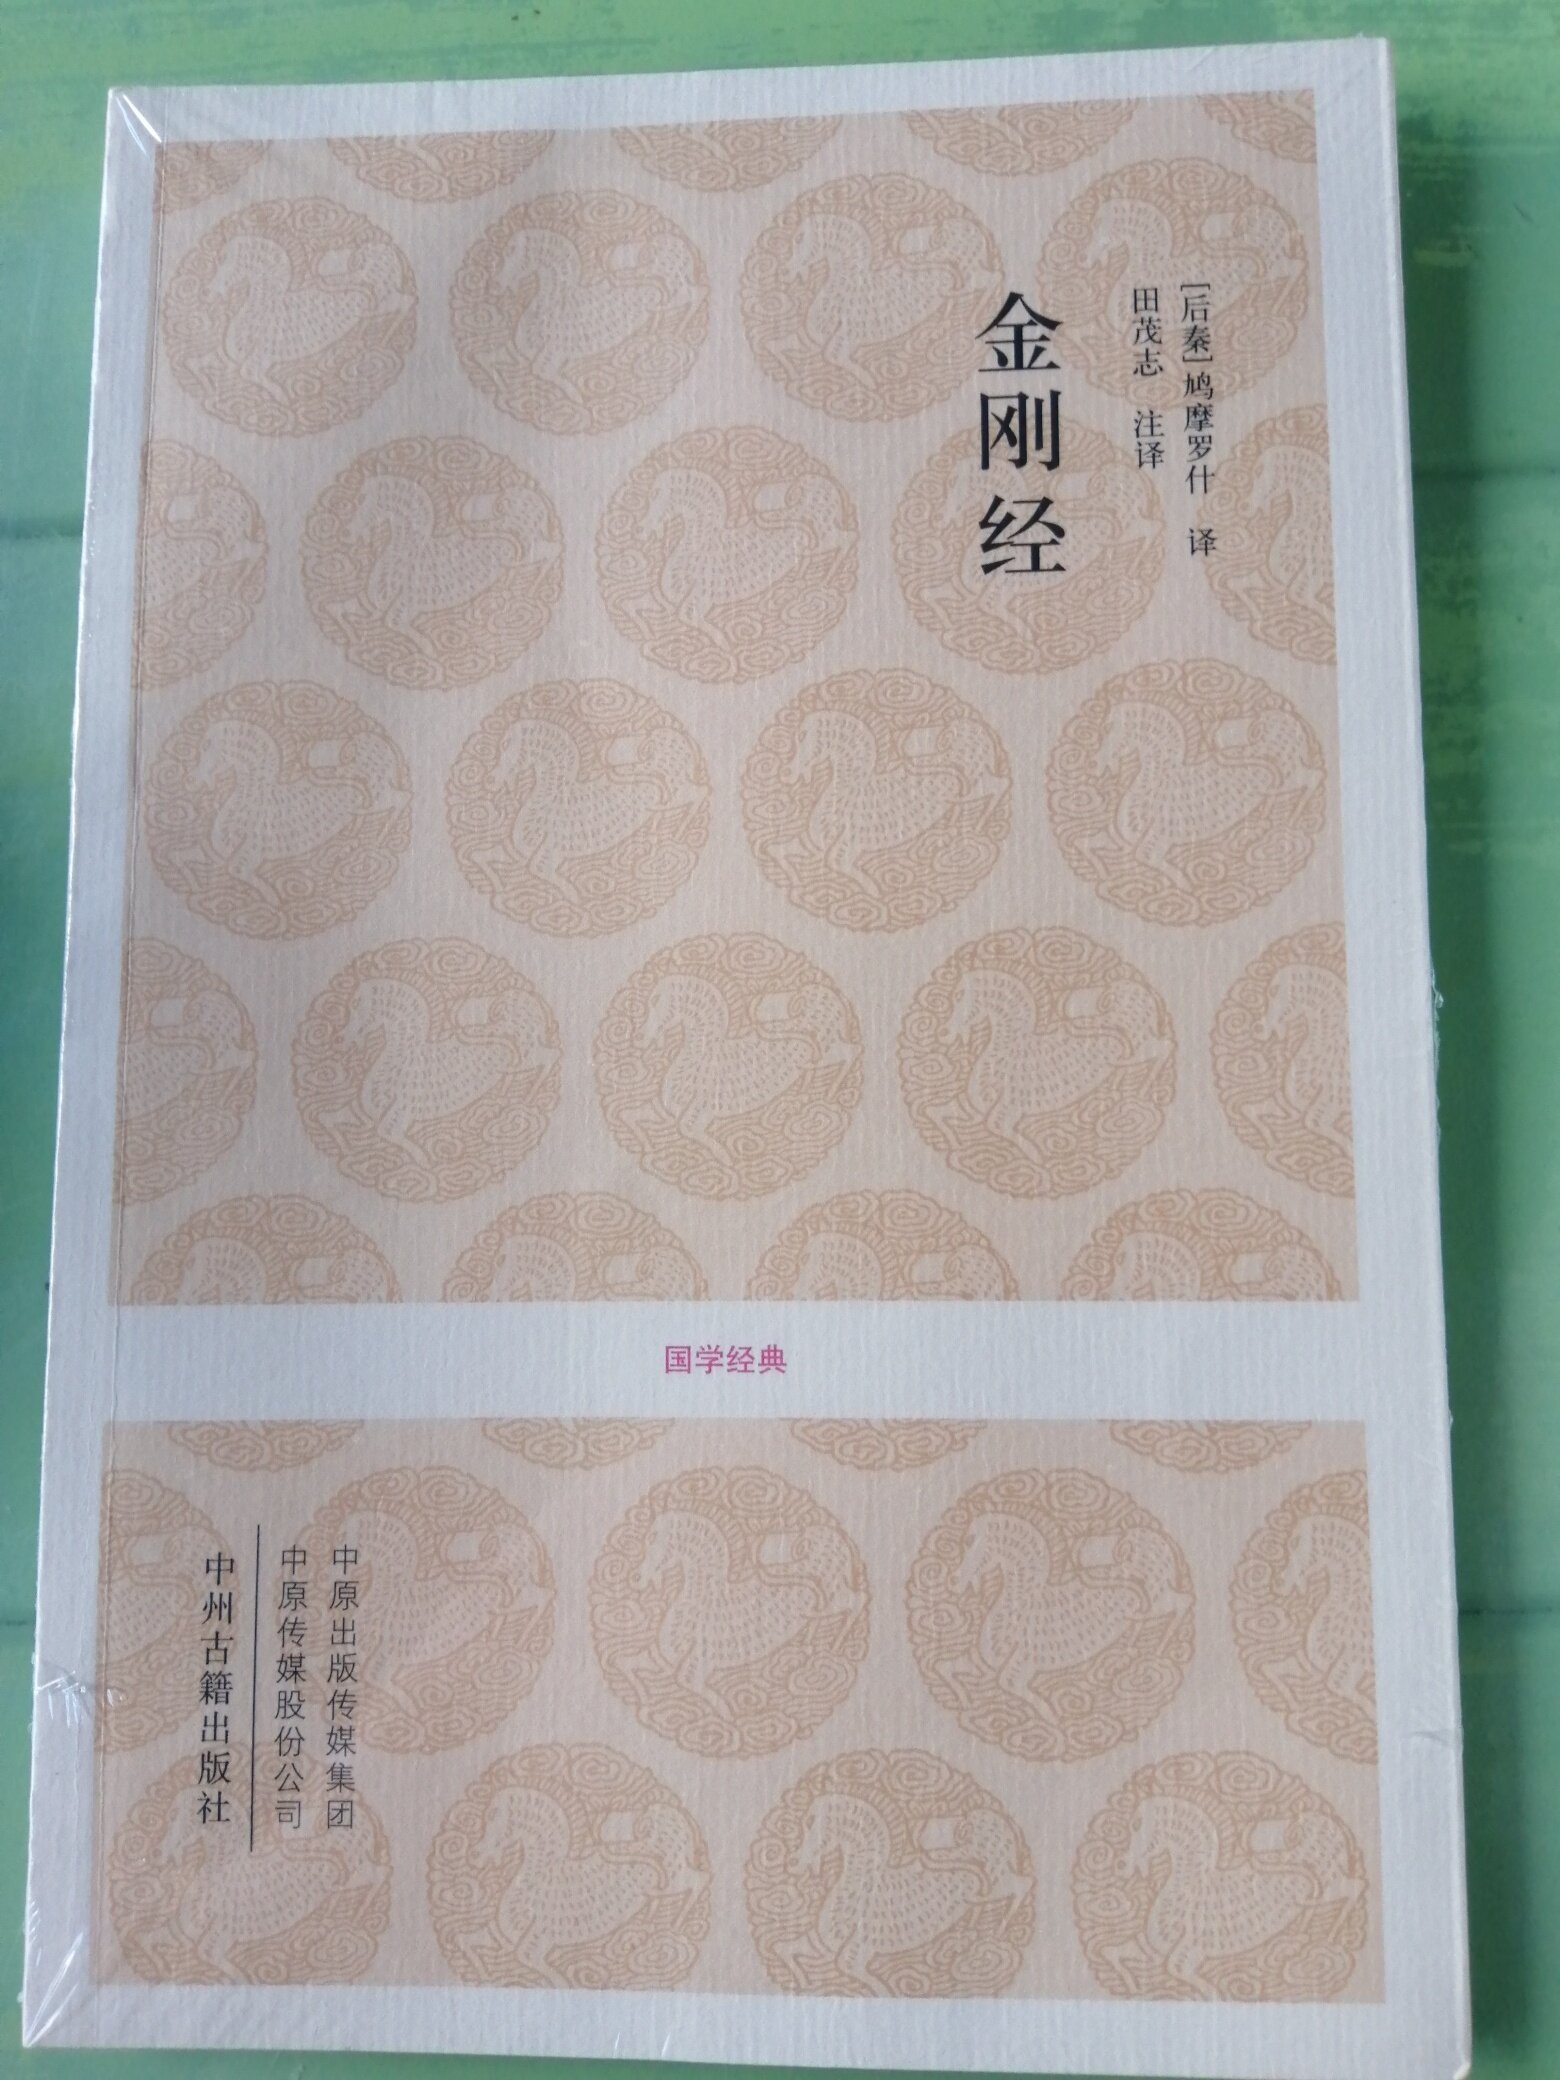 [后秦]鸠摩罗什 译
田茂志 注译
金刚经
国学经典
中原出版传媒集团
中原传媒股份公司
中州古籍出版社